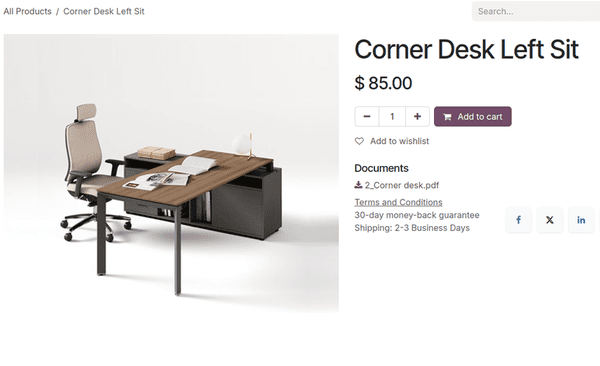 All Products / Corner Desk Left Sit
Search...
Corner Desk Left Sit
$ 85.00
1
Add to cart
Add to wishlist
Documents
2_Corner desk.pdf
Terms and Conditions
30-day money-back guarantee
Shipping: 2-3 Business Days